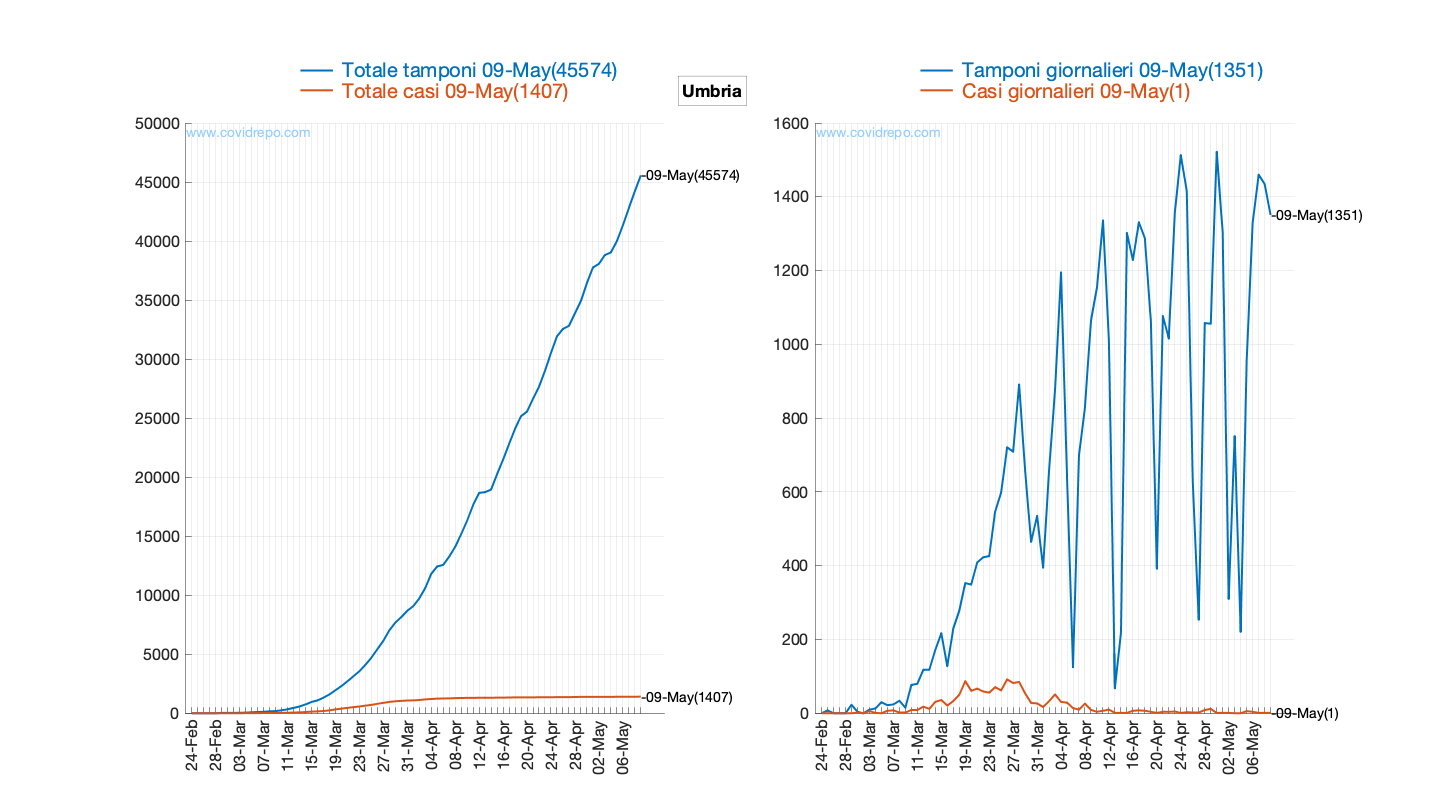 Totale tamponi 09-May(45574)
Totale casi 09-May(1407)
Umbria
Tamponi giornalieri 09-May(1351)
Casi giornalieri 09-May(1)
www.covidrepo.com
50000
45000
40000
35000
30000
25000
20000
15000
10000
5000
0
-09-May(45574)
-09-May(1407)
24-Feb
28-Feb
03-Mar
07-Mar
11-Mar
15-Mar
19-Mar
23-Mar
27-Mar
31-Mar
04-Apr
08-Apr
12-Apr
16-Apr
20-Apr
24-Apr
28-Apr
02-May
06-May
www.covidrepo.com
1600
1400
1200
1000
800
600
400
200
0
-09-May(1351)
-09-May(1)
24-Feb
28-Feb
03-Mar
07-Mar
11-Mar
15-Mar
19-Mar
23-Mar
27-Mar
31-Mar
04-Apr
08-Apr
12-Apr
16-Apr
20-Apr
24-Apr
28-Apr
02-May
06-May